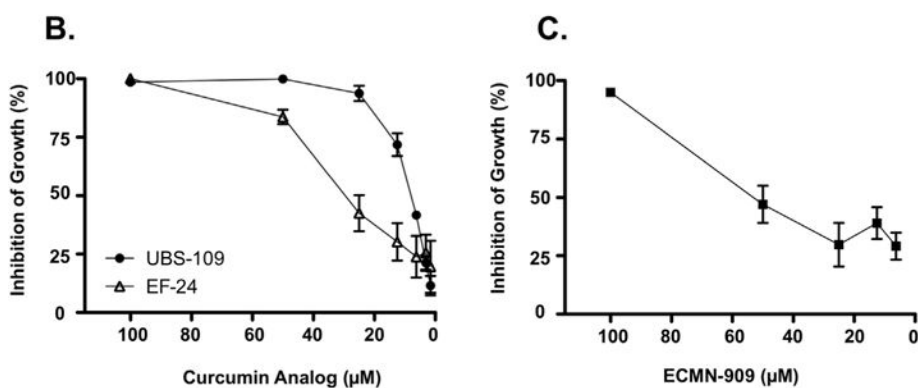 B.
Inhibition of Growth (%)
100
75
50
25
0
UBS-109
EF-24
100 80 60 40 20 0
Curcumin Analog (µM)
C.
Inhibition of Growth (%)
100
75
50
25
0
100 80 60 40 20 0
ECMN-909 (µM)